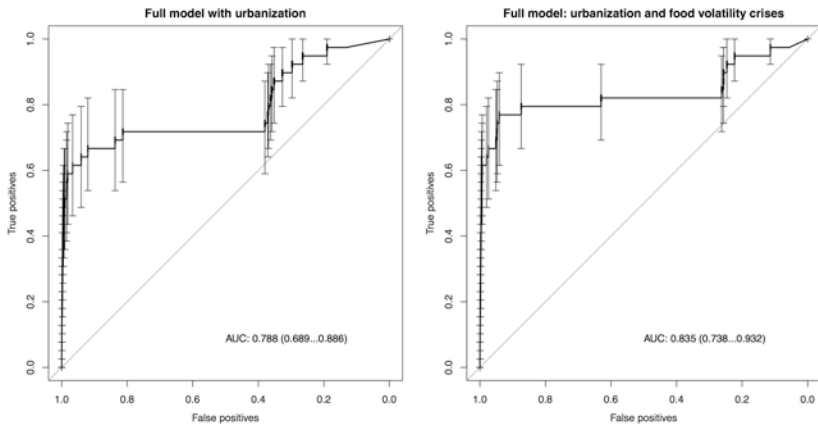 Full model with urbanization
1.0
0.8
0.6
0.4
0.2
0.0
True positives
AUC: 0.788 (0.689...0.886)
1.0 0.8 0.6 0.4 0.2 0.0
False positives
Full model: urbanization and food volatility crises
1.0
0.8
0.6
0.4
0.2
0.0
True positives
AUC: 0.835 (0.738...0.932)
1.0 0.8 0.6 0.4 0.2 0.0
False positives